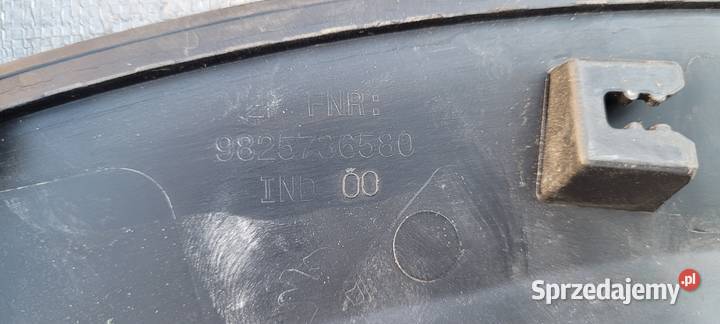 FNR:
9825736580
IND 00
Sprzedajemy.pl